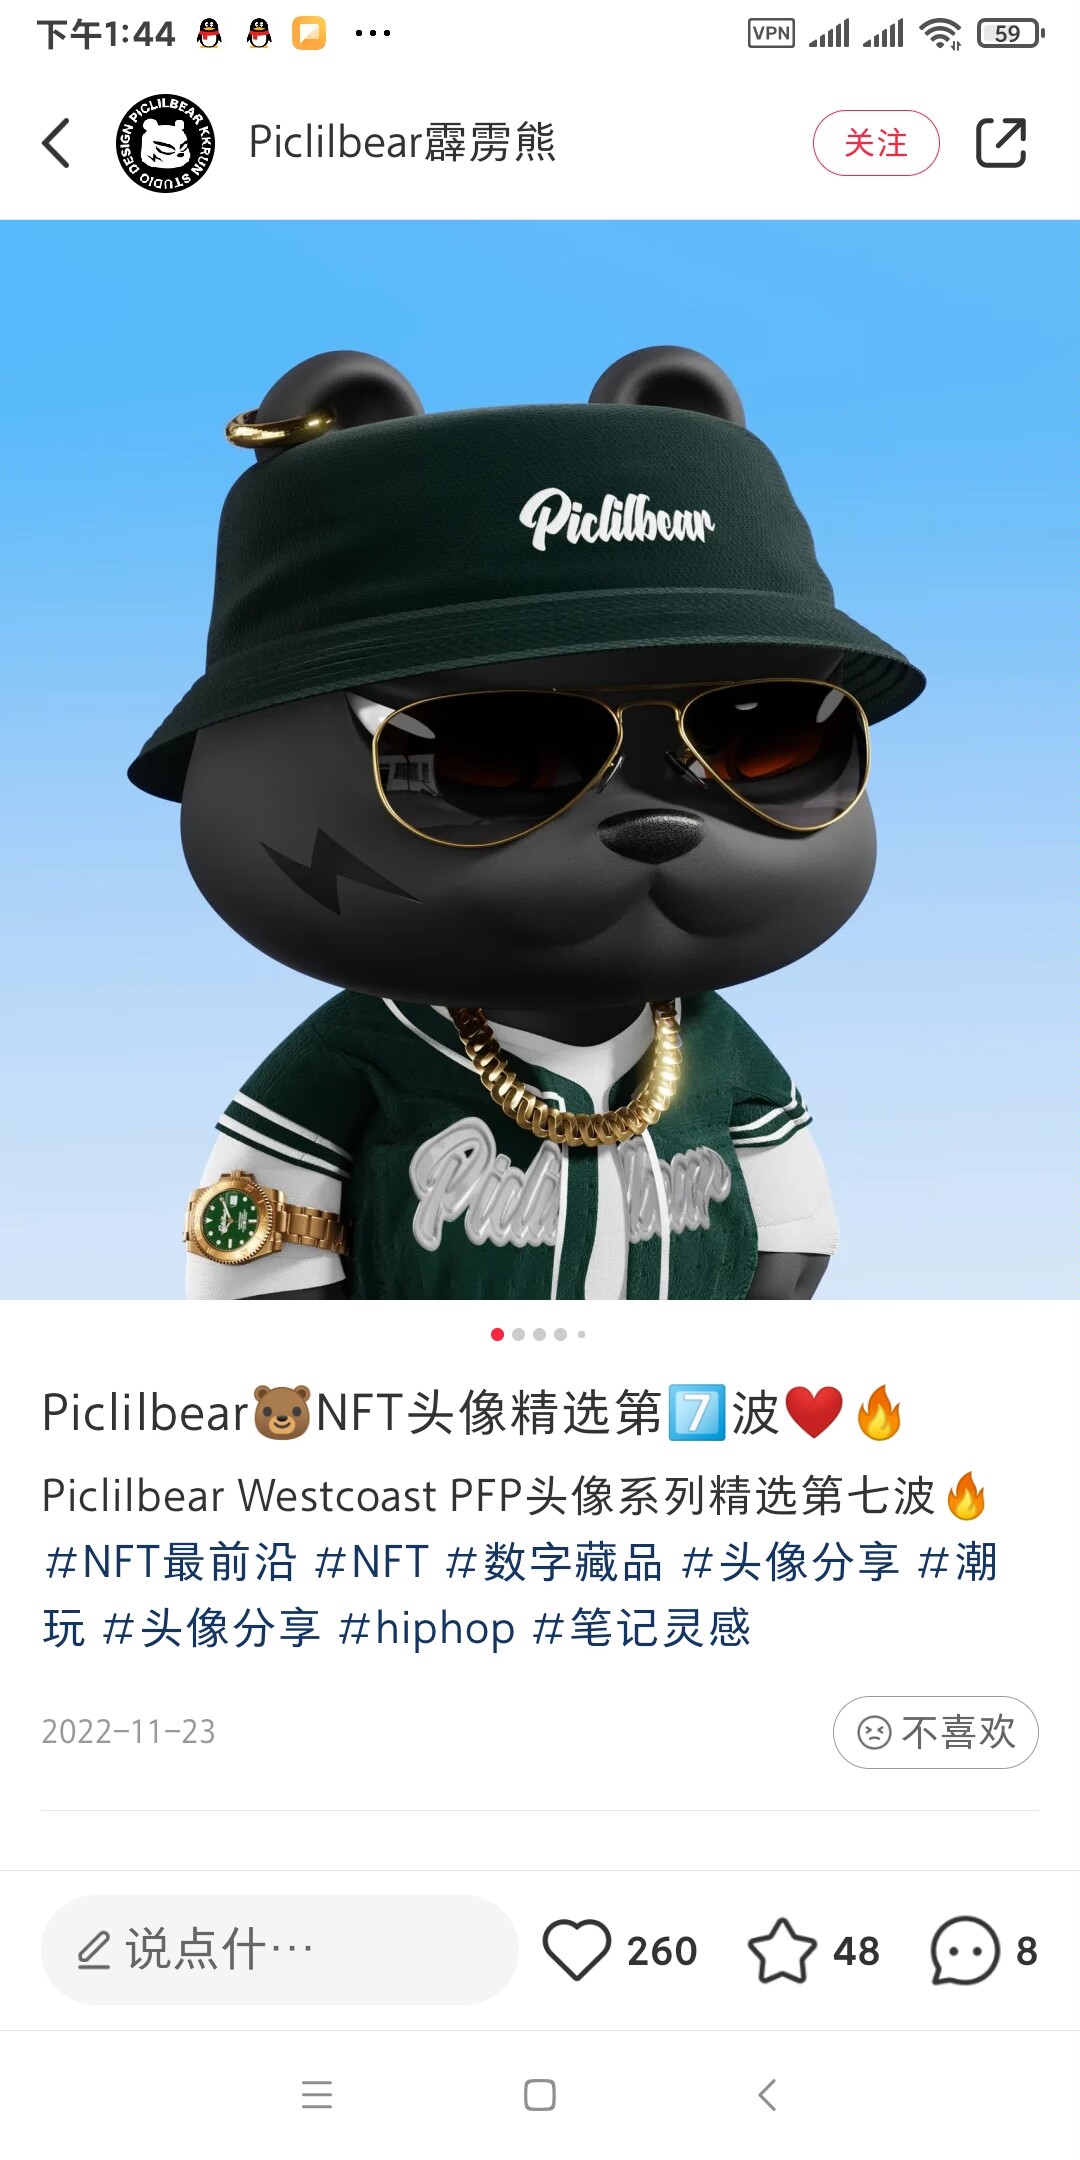 下午1:44
VPN
59
PICLILBEAR KKRUN STUDIO DESIGN
Piclilbear霹雳熊
关注
Piclilbear
Piclilbear
Piclilbear🐻NFT头像精选第7️⃣波❤️🔥
Piclilbear Westcoast PFP头像系列精选第七波🔥
#NFT最前沿 #NFT #数字藏品 #头像分享 #潮
玩 #头像分享 #hiphop #笔记灵感
2022-11-23
不喜欢
说点什…
260
48
8